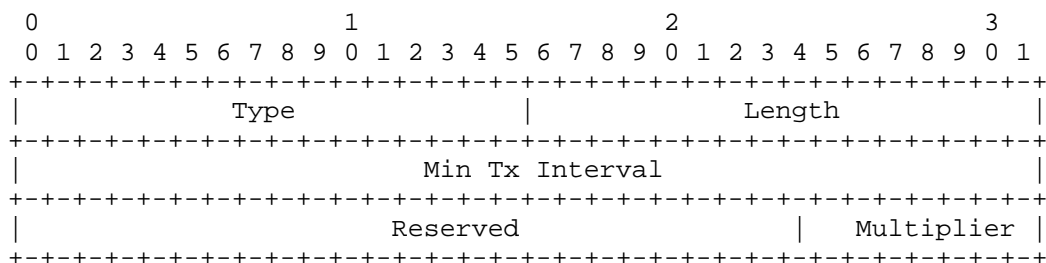 0                   1                   2                   3
 0 1 2 3 4 5 6 7 8 9 0 1 2 3 4 5 6 7 8 9 0 1 2 3 4 5 6 7 8 9 0 1
+-+-+-+-+-+-+-+-+-+-+-+-+-+-+-+-+-+-+-+-+-+-+-+-+-+-+-+-+-+-+-+-+
|             Type              |             Length            |
+-+-+-+-+-+-+-+-+-+-+-+-+-+-+-+-+-+-+-+-+-+-+-+-+-+-+-+-+-+-+-+-+
|                         Min Tx Interval                       |
+-+-+-+-+-+-+-+-+-+-+-+-+-+-+-+-+-+-+-+-+-+-+-+-+-+-+-+-+-+-+-+-+
|                       Reserved                 |   Multiplier |
+-+-+-+-+-+-+-+-+-+-+-+-+-+-+-+-+-+-+-+-+-+-+-+-+-+-+-+-+-+-+-+-+